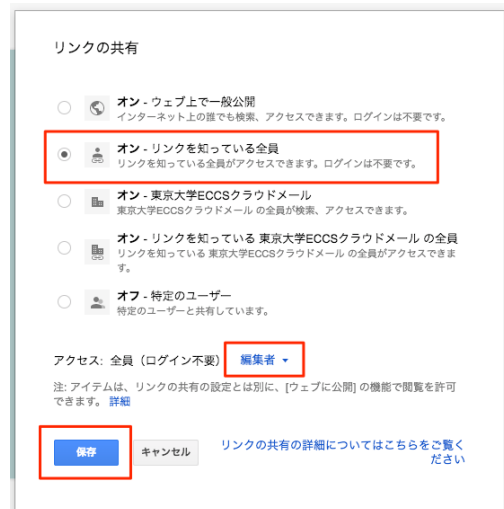 リンクの共有
オン - ウェブ上で一般公開
インターネット上の誰でも検索、アクセスできます。ログインは不要です。
オン - リンクを知っている全員
リンクを知っている全員がアクセスできます。ログインは不要です。
オン - 東京大学ECCSクラウドメール
東京大学ECCSクラウドメール の全員が検索、アクセスできます。
オン - リンクを知っている 東京大学ECCSクラウドメール の全員
リンクを知っている 東京大学ECCSクラウドメール の全員がアクセスできま
す。
オフ - 特定のユーザー
特定のユーザーと共有しています。
アクセス: 全員（ログイン不要） 編集者
注: アイテムは、リンクの共有の設定とは別に、[ウェブに公開] の機能で閲覧を許可
できます。 詳細
保存 キャンセル リンクの共有の詳細についてはこちらをご覧く
ださい